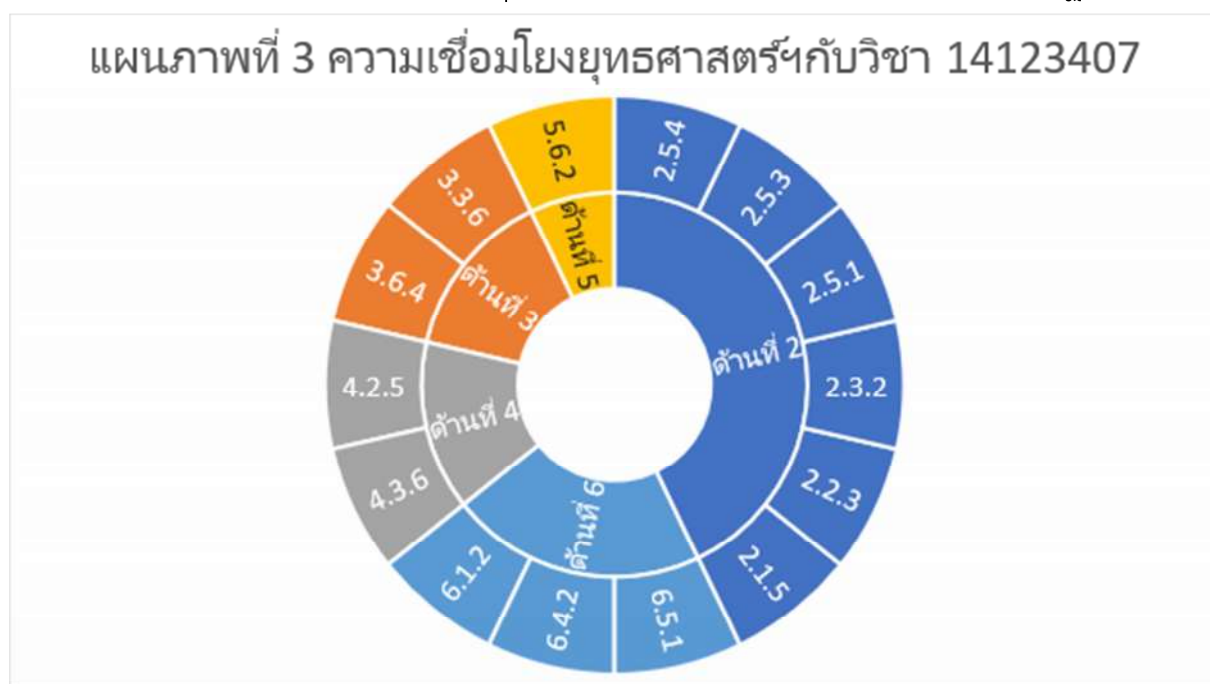 แผนภาพที่ 3 ความเชื่อมโยงยุทธศาสตร์ฯกับวิชา 14123407
2.5.4
2.5.3
2.5.1
2.3.2
2.2.3
2.1.5
ด้านที่ 2
6.5.1
6.4.2
6.1.2
ด้านที่ 6
4.3.6
4.2.5
ด้านที่ 4
3.6.4
3.3.6
ด้านที่ 3
5.6.2
ด้านที่ 5